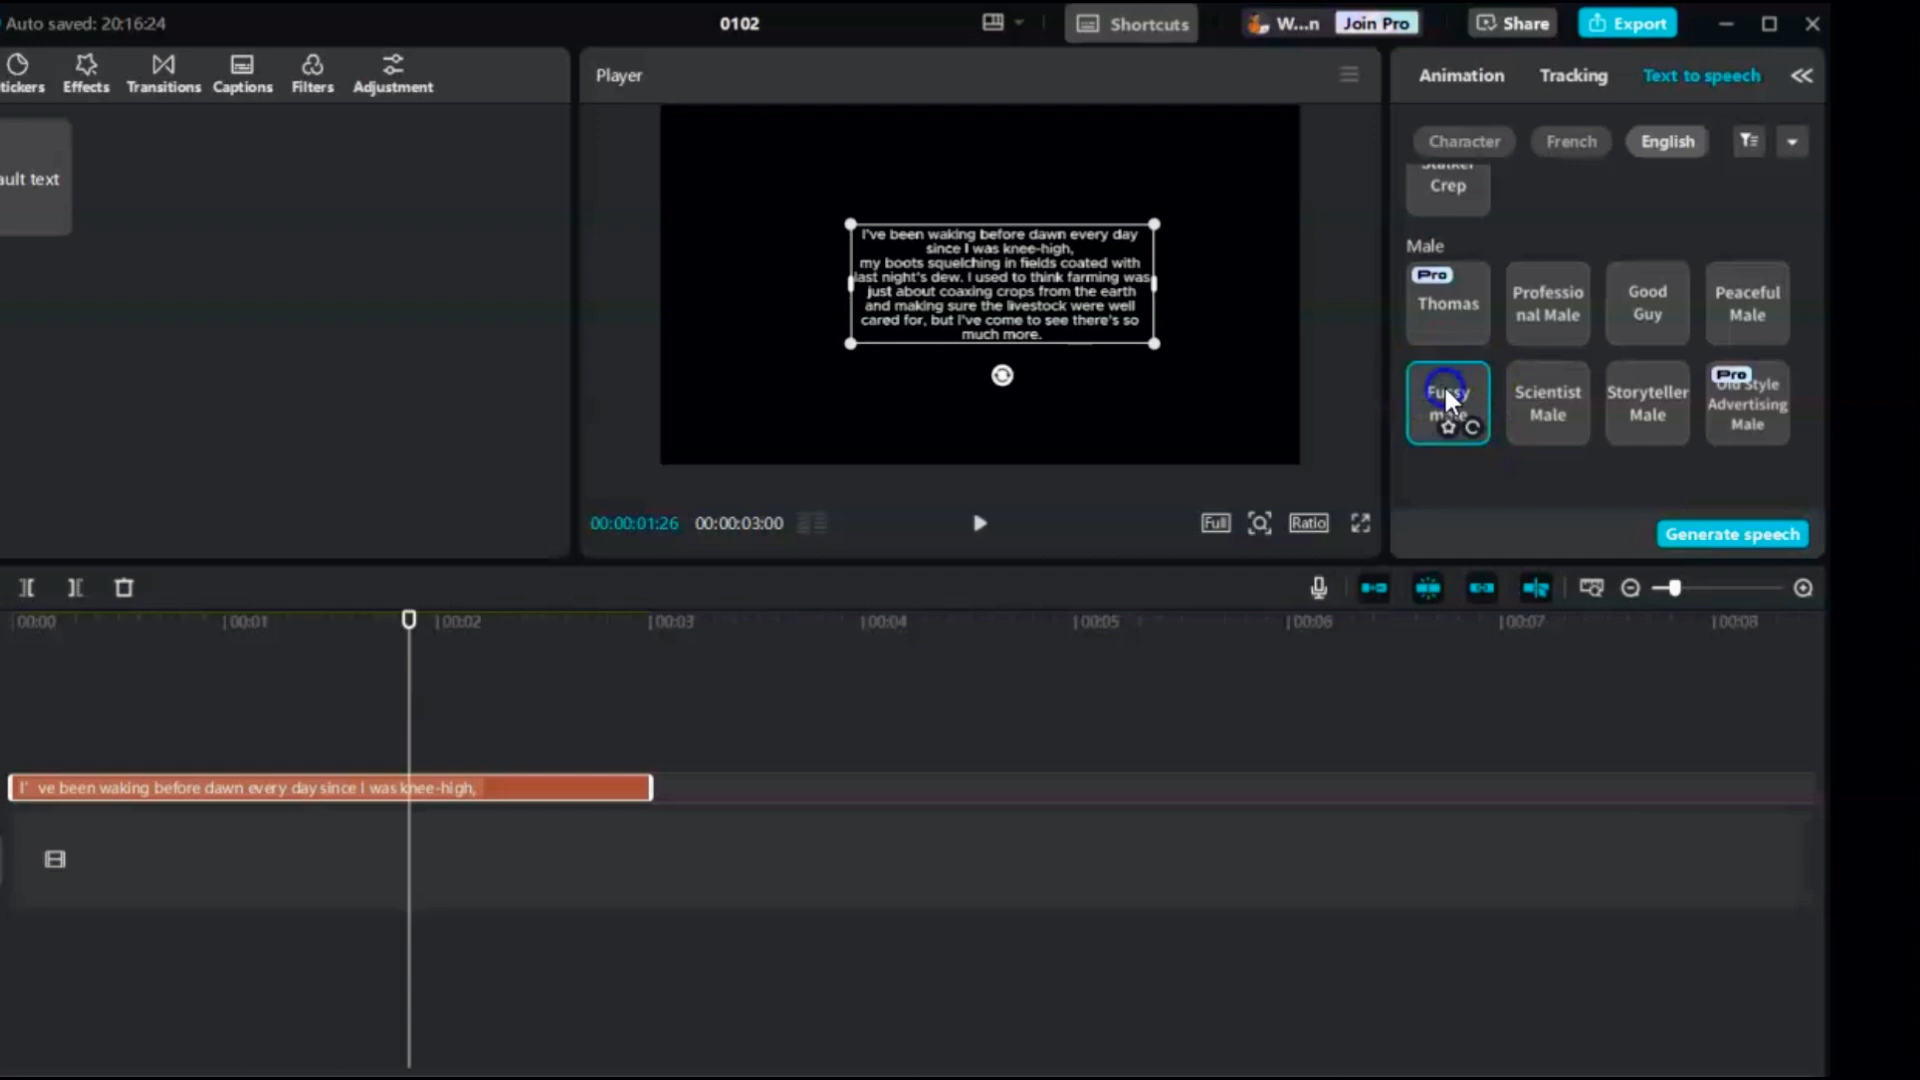 Auto saved: 20:16:24
0102
Shortcuts
W...n
Join Pro
Share
Export
tickers
Effects
Transitions
Captions
Filters
Adjustment
Player
Animation
Tracking
Text to speech
Character
French
English
ault text
Crep
I've been waking before dawn every day
since I was knee-high,
my boots squelching in fields coated with
last night's dew. I used to think farming was
just about coaxing crops from the earth
and making sure the livestock were well
cared for, but I've come to see there's so
much more.
Male
Pro
Thomas
Professio
nal Male
Good
Guy
Peaceful
Male
Fussy
male
Scientist
Male
Storyteller
Male
Pro
Old Style
Advertising
Male
00:00:01:26
00:00:03:00
Full
Ratio
Generate speech
00:00
00:01
00:02
00:03
00:04
00:05
00:06
00:07
00:08
I' ve been waking before dawn every day since I was knee-high,